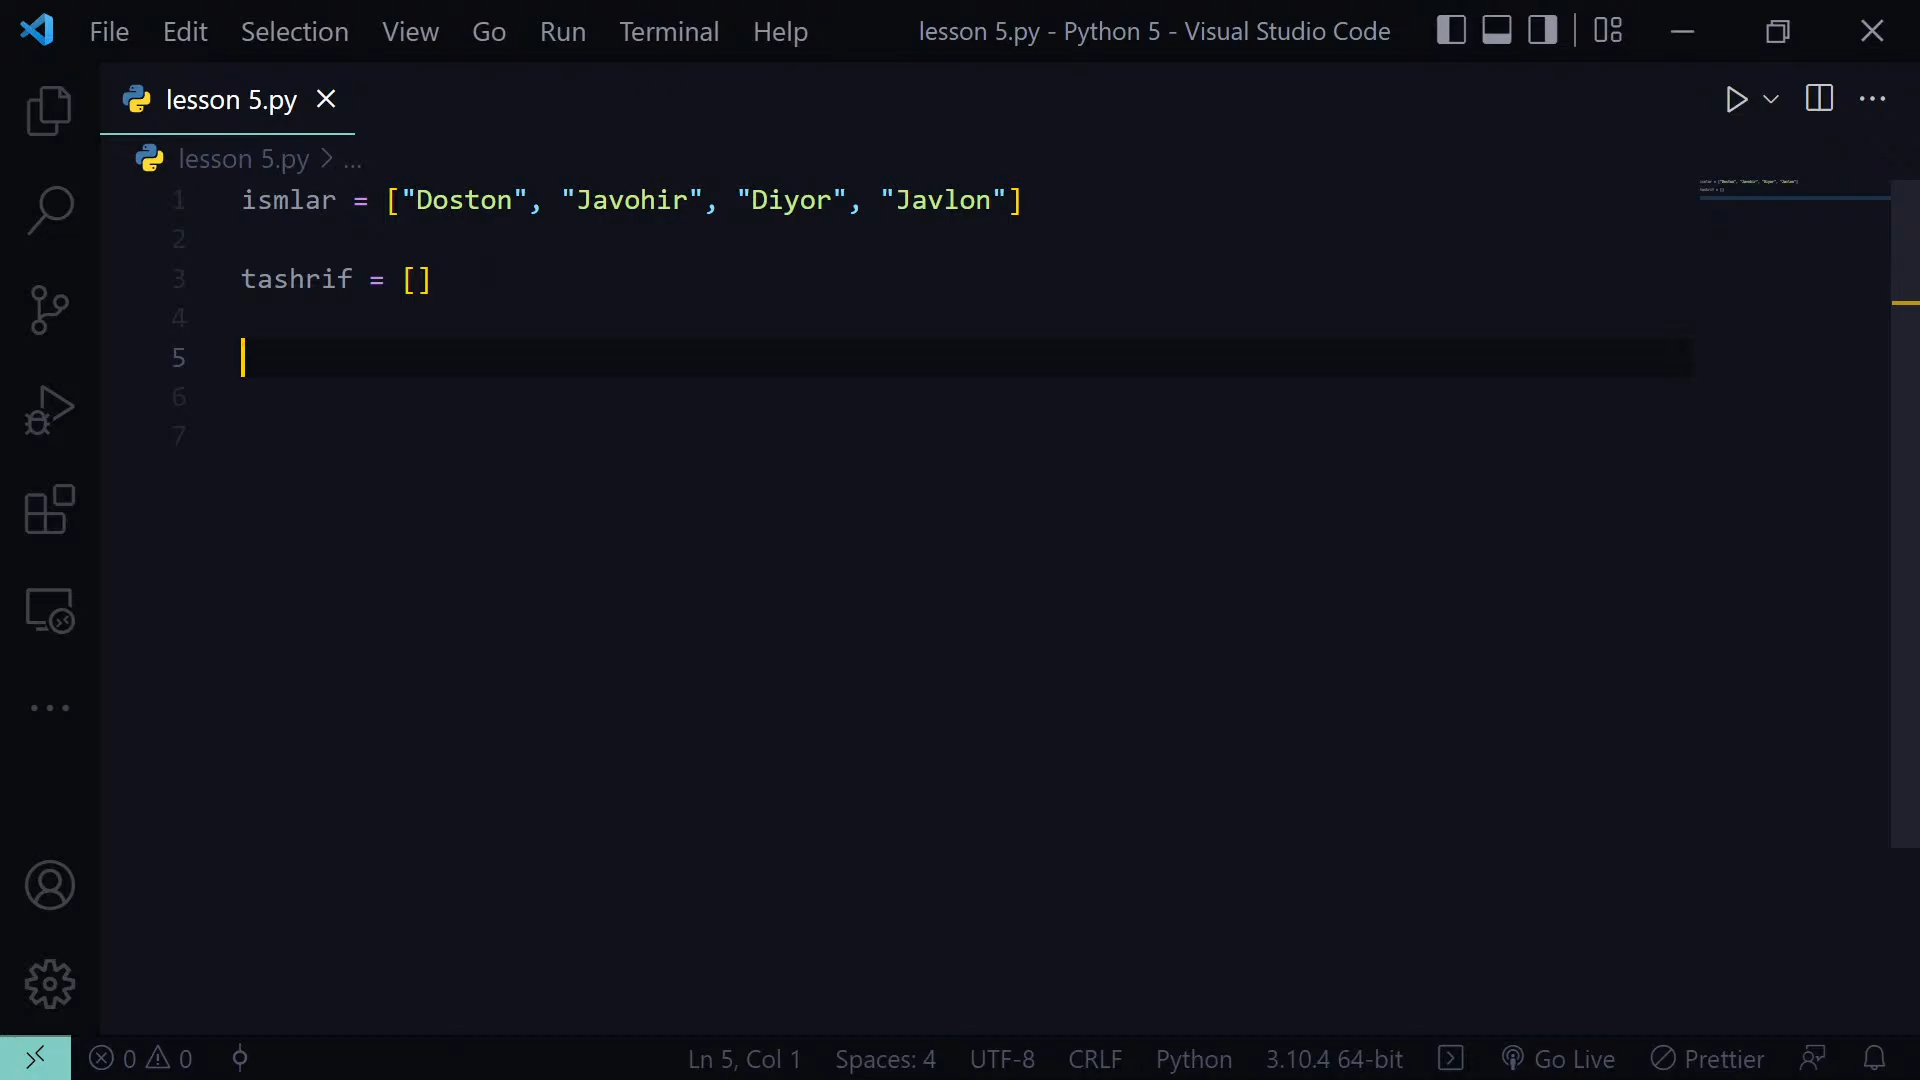 File Edit Selection View Go Run Terminal Help lesson 5.py - Python 5 - Visual Studio Code
lesson 5.py
lesson 5.py > ...
1 ismlar = ["Doston", "Javohir", "Diyor", "Javlon"]
2
3 tashrif = []
4
5
6
7
0 0 Ln 5, Col 1 Spaces: 4 UTF-8 CRLF Python 3.10.4 64-bit Go Live Prettier